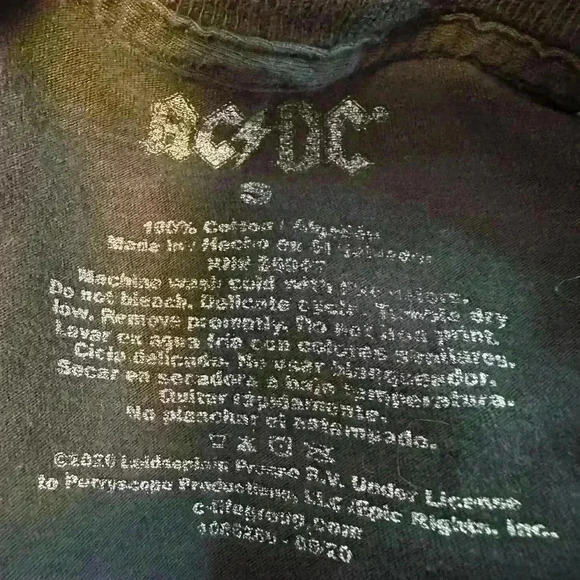 AC/DC
S
100% Cotton / Algodón
Made in / Hecho en El Salvador
Machine wash cold with like colors.
Do not bleach. Delicate cycle. Tumble dry
low. Remove promptly. Do not iron print.
Lavar en agua fria con colores similares.
Ciclo delicado. No usar blanqueador.
Secar en secadora a baja temperatura.
Quitar rápidamente.
No planchar el estampado.
©2020 Leidseplein Presse B.V. Under License
to Perryscope Productions, LLC /Epic Rights, Inc.
c-lifegroup.com